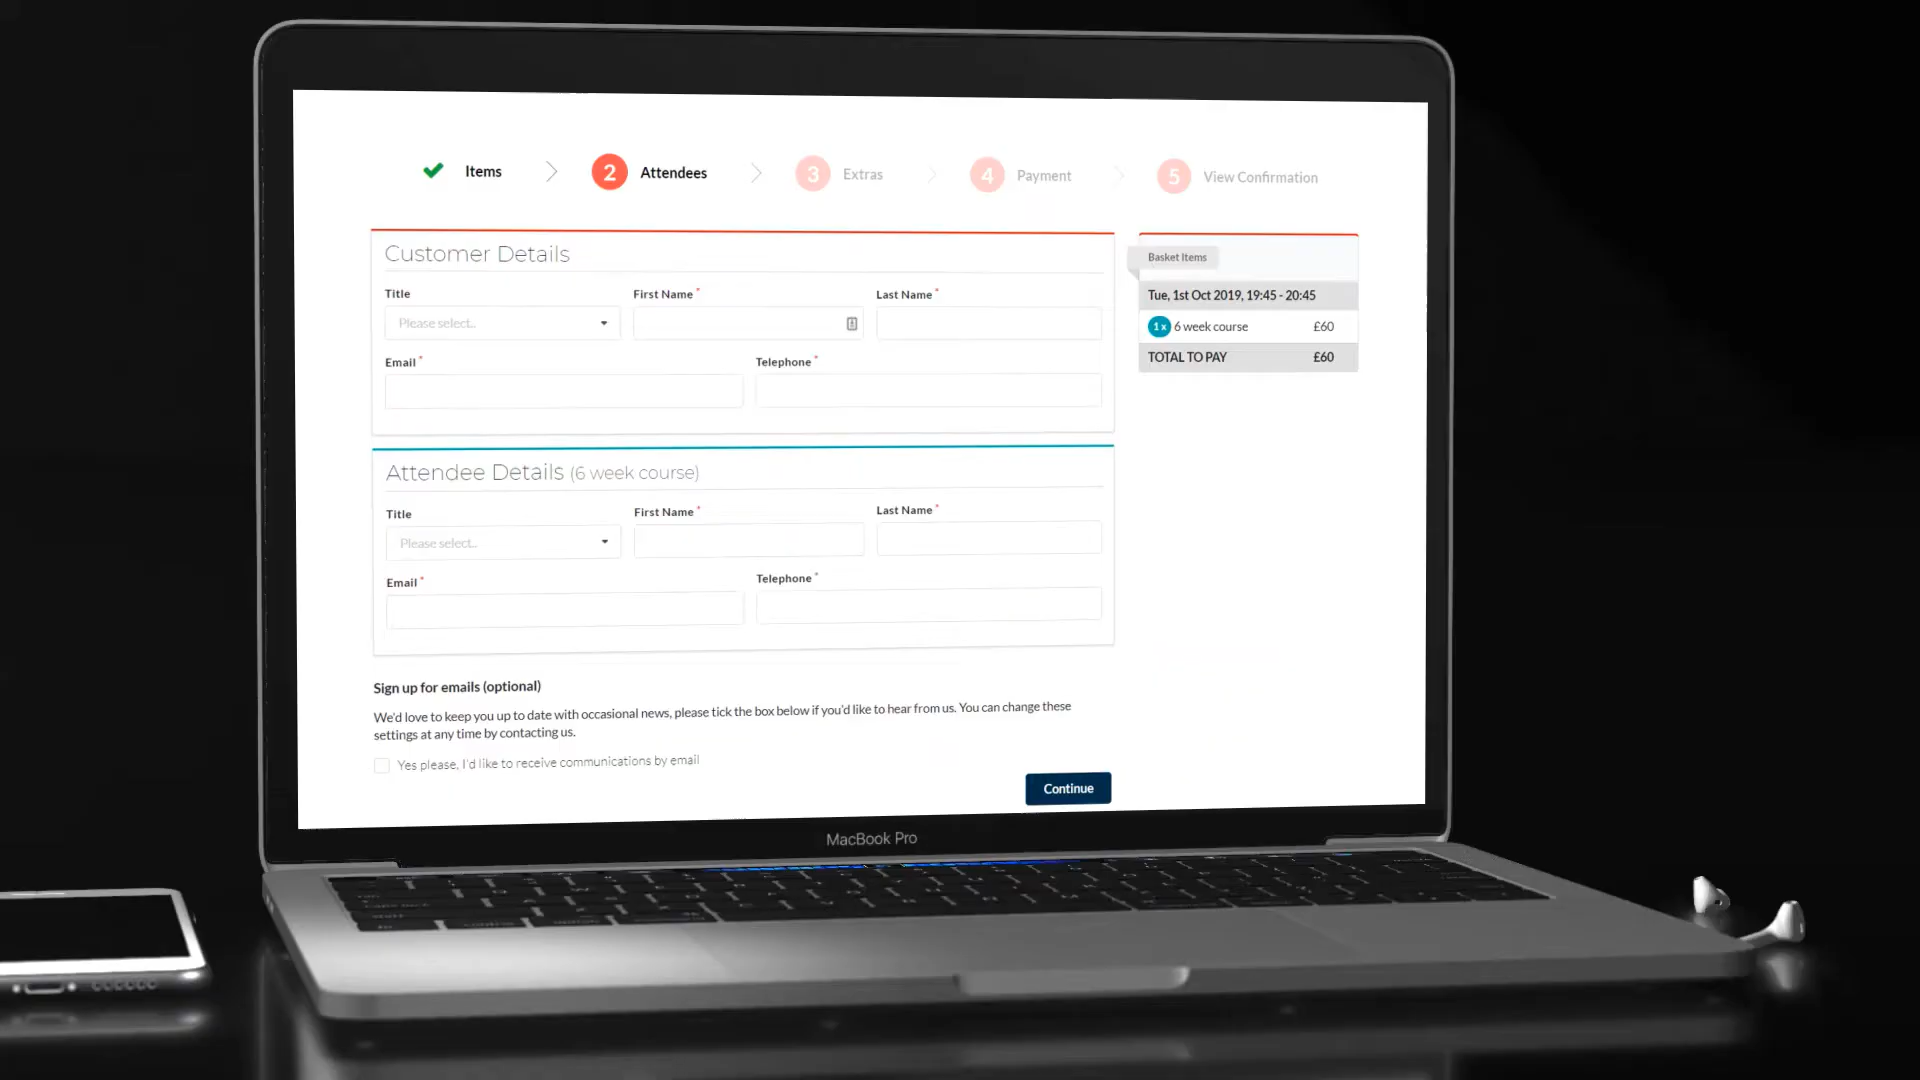 Items
2 Attendees
3 Extras
4 Payment
5 View Confirmation
Customer Details
Title
First Name *
Last Name *
Please select..
Email *
Telephone *
Basket Items
Tue, 1st Oct 2019, 19:45 - 20:45
1 x 6 week course £60
TOTAL TO PAY £60
Attendee Details (6 week course)
Title
First Name *
Last Name *
Please select..
Email *
Telephone *
Sign up for emails (optional)
We'd love to keep you up to date with occasional news, please tick the box below if you'd like to hear from us. You can change these
settings at any time by contacting us.
Yes please, I'd like to receive communications by email
Continue
MacBook Pro